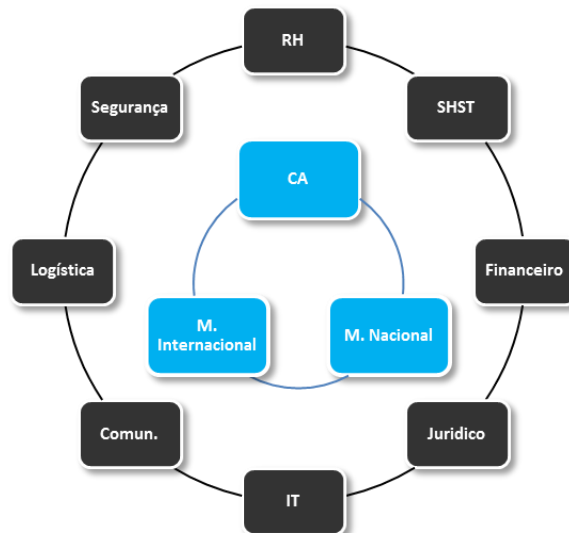 RH
Segurança
SHST
CA
Logística
Financeiro
M.
Internacional
M. Nacional
Comun.
Juridico
IT